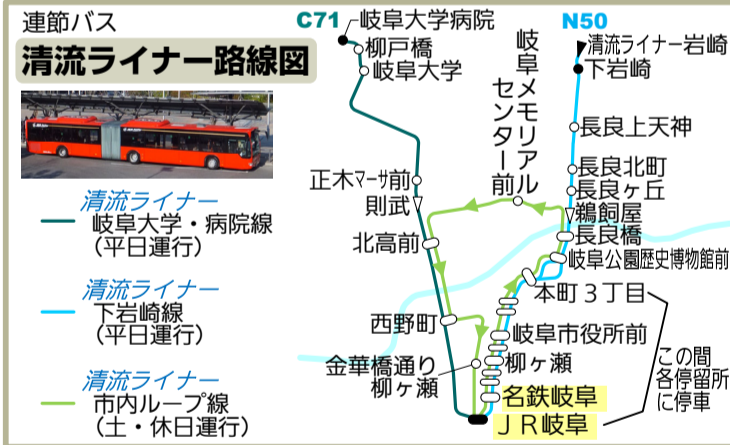 連節バス
清流ライナー路線図
清流ライナー
岐阜大学・病院線
(平日運行)
清流ライナー
下岩崎線
(平日運行)
清流ライナー
市内ループ線
(土・休日運行)
C71
岐阜大学病院
柳戸橋
岐阜大学
正木マーサ前
則武
北高前
西野町
金華橋通り
柳ヶ瀬
岐阜メモリアル
センター前
N50
清流ライナー岩崎
下岩崎
長良上天神
長良北町
長良ヶ丘
鵜飼屋
長良橋
岐阜公園歴史博物館前
本町３丁目
岐阜市役所前
柳ヶ瀬
名鉄岐阜
ＪＲ岐阜
この間
各停留所
に停車